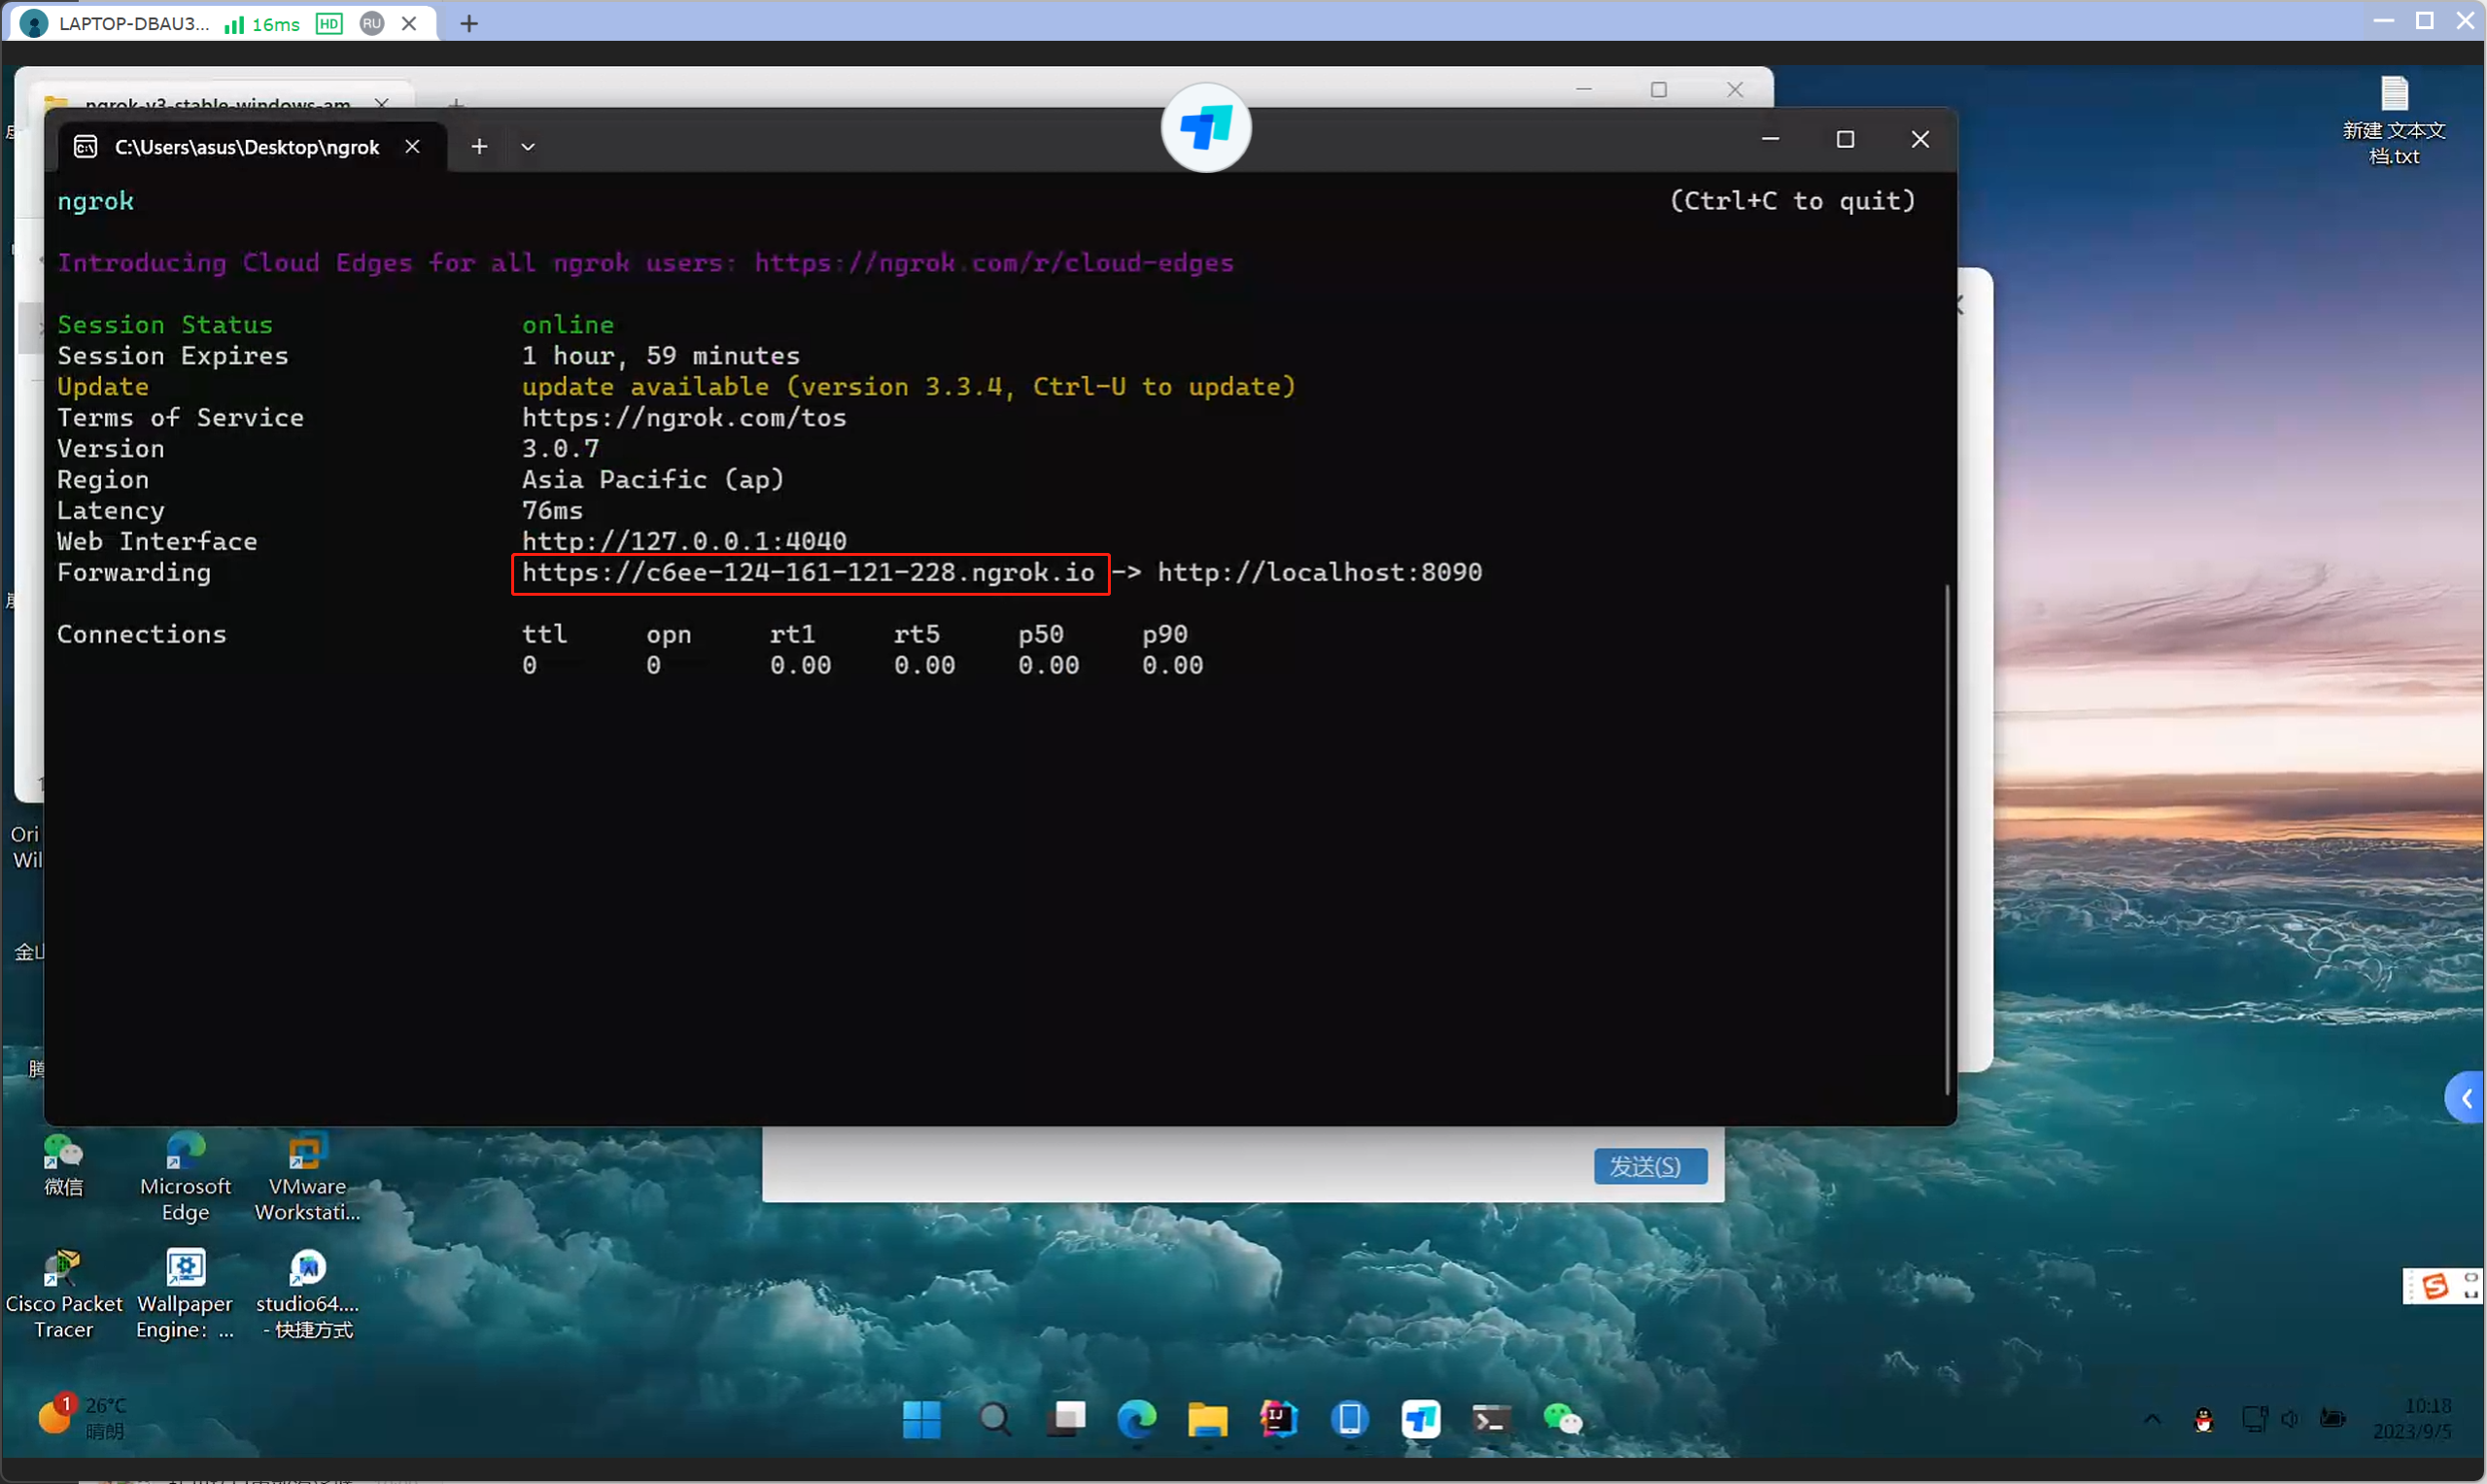 LAPTOP-DBAU3... 16ms HD RU
ngrok-v3-stable-windows-am
C:\Users\asus\Desktop\ngrok
ngrok (Ctrl+C to quit)
Introducing Cloud Edges for all ngrok users: https://ngrok.com/r/cloud-edges
Session Status online
Session Expires 1 hour, 59 minutes
Update update available (version 3.3.4, Ctrl-U to update)
Terms of Service https://ngrok.com/tos
Version 3.0.7
Region Asia Pacific (ap)
Latency 76ms
Web Interface http://127.0.0.1:4040
Forwarding https://c6ee-124-161-121-228.ngrok.io -> http://localhost:8090
Connections ttl opn rt1 rt5 p50 p90
0 0 0.00 0.00 0.00 0.00
新建 文本文
档.txt
Ori
Wil
金山
腾
发送(S)
微信
Microsoft
Edge
VMware
Workstati...
Cisco Packet
Tracer
Wallpaper
Engine: ...
studio64....
- 快捷方式
1
26°C
晴朗
10:18
2023/9/5